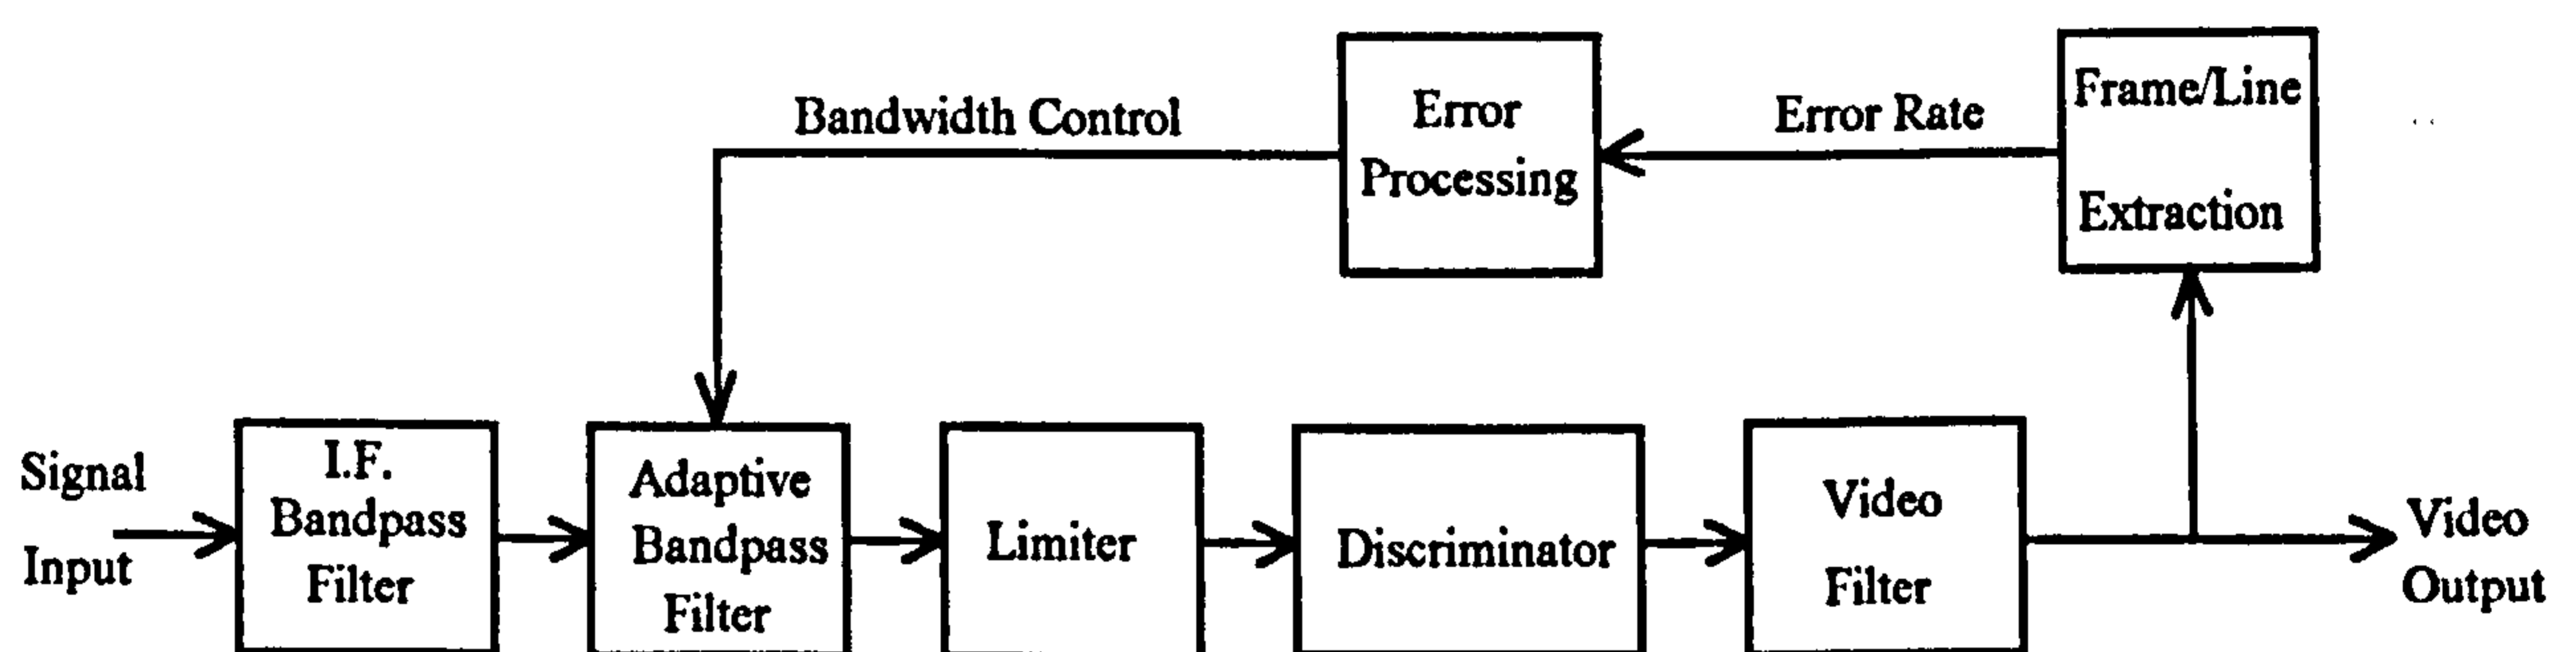 Bandwidth Control
Error
Processing
Error Rate
Frame/Line
Extraction
Signal
Input
I.F.
Bandpass
Filter
Adaptive
Bandpass
Filter
Limiter
Discriminator
Video
Filter
Video
Output